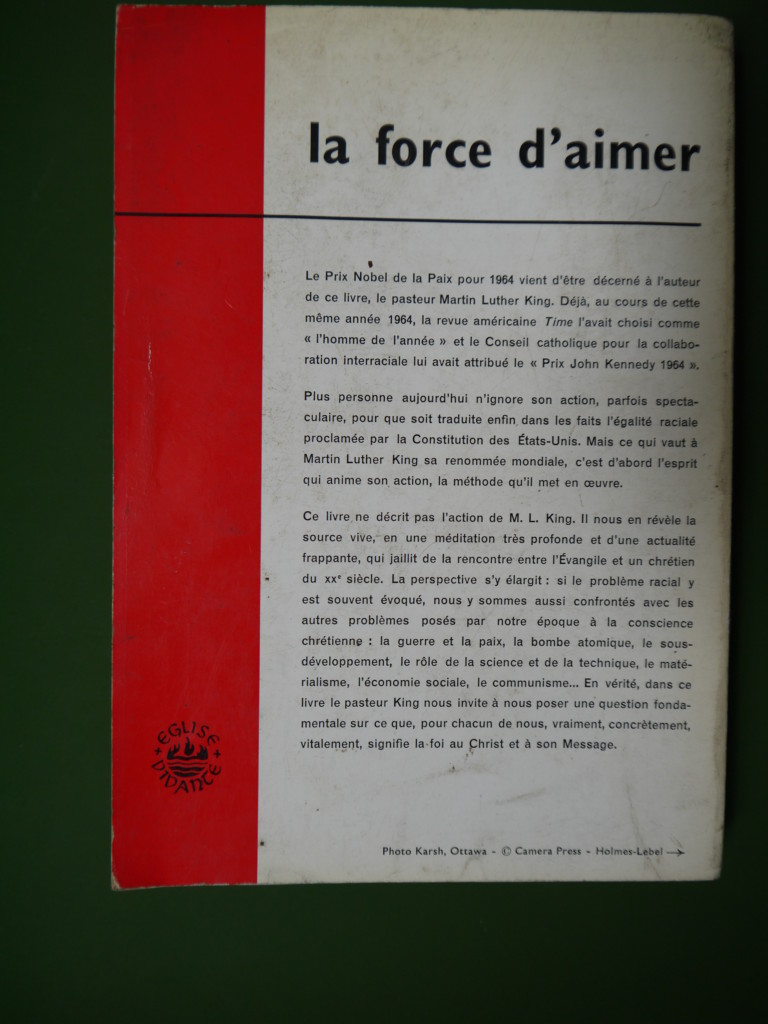 la force d'aimer
Le Prix Nobel de la Paix pour 1964 vient d'être décerné à l'auteur
de ce livre, le pasteur Martin Luther King. Déjà, au cours de cette
même année 1964, la revue américaine Time l'avait choisi comme
« l'homme de l'année » et le Conseil catholique pour la collabo-
ration interraciale lui avait attribué le « Prix John Kennedy 1964 ».
Plus personne aujourd'hui n'ignore son action, parfois specta-
culaire, pour que soit traduite enfin dans les faits l'égalité raciale
proclamée par la Constitution des États-Unis. Mais ce qui vaut à
Martin Luther King sa renommée mondiale, c'est d'abord l'esprit
qui anime son action, la méthode qu'il met en œuvre.
Ce livre ne décrit pas l'action de M. L. King. Il nous en révèle la
source vive, en une méditation très profonde et d'une actualité
frappante, qui jaillit de la rencontre entre l'Évangile et un chrétien
du XXe siècle. La perspective s'y élargit : si le problème racial y
est souvent évoqué, nous y sommes aussi confrontés avec les
autres problèmes posés par notre époque à la conscience
chrétienne : la guerre et la paix, la bombe atomique, le sous-
développement, le rôle de la science et de la technique, le maté-
rialisme, l'économie sociale, le communisme... En vérité, dans ce
livre le pasteur King nous invite à nous poser une question fonda-
mentale sur ce que, pour chacun de nous, vraiment, concrètement,
vitalement, signifie la foi au Christ et à son Message.
EGLISE
VIVANTE
Photo Karsh, Ottawa - © Camera Press - Holmes-Lebel →